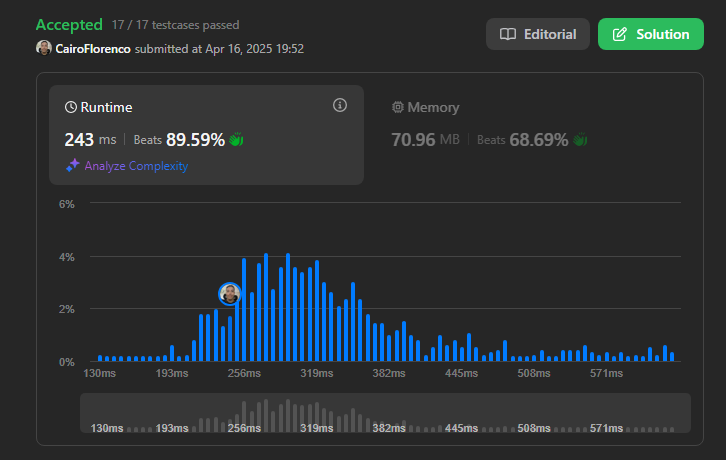 Accepted 17 / 17 testcases passed
CairoFlorenco submitted at Apr 16, 2025 19:52
Editorial
Solution
Runtime
243 ms | Beats 89.59%
Analyze Complexity
Memory
70.96 MB | Beats 68.69%
6%
4%
2%
0%
130ms 193ms 256ms 319ms 382ms 445ms 508ms 571ms
130ms 193ms 256ms 319ms 382ms 445ms 508ms 571ms